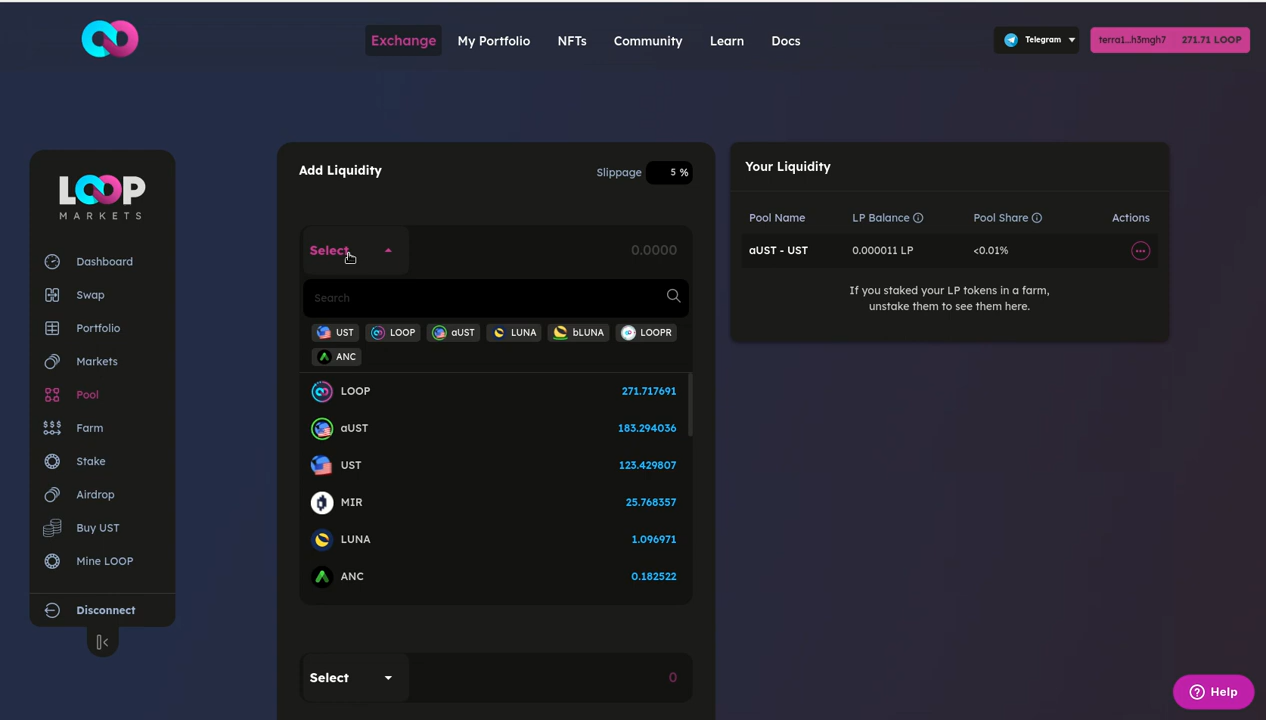 Exchange
My Portfolio
NFTs
Community
Learn
Docs
Telegram
terra1...h3mgh7 271.71 LOOP
LOOP
MARKETS
Dashboard
Swap
Portfolio
Markets
Pool
Farm
Stake
Airdrop
Buy UST
Mine LOOP
Disconnect
Add Liquidity
Slippage 5 %
Select 0.0000
Search
UST LOOP aUST LUNA bLUNA LOOPR
ANC
LOOP 271.717691
aUST 183.294036
UST 123.429807
MIR 25.768357
LUNA 1.096971
ANC 0.182522
Select 0
Your Liquidity
Pool Name LP Balance Pool Share Actions
aUST - UST 0.000011 LP <0.01%
If you staked your LP tokens in a farm,
unstake them to see them here.
Help